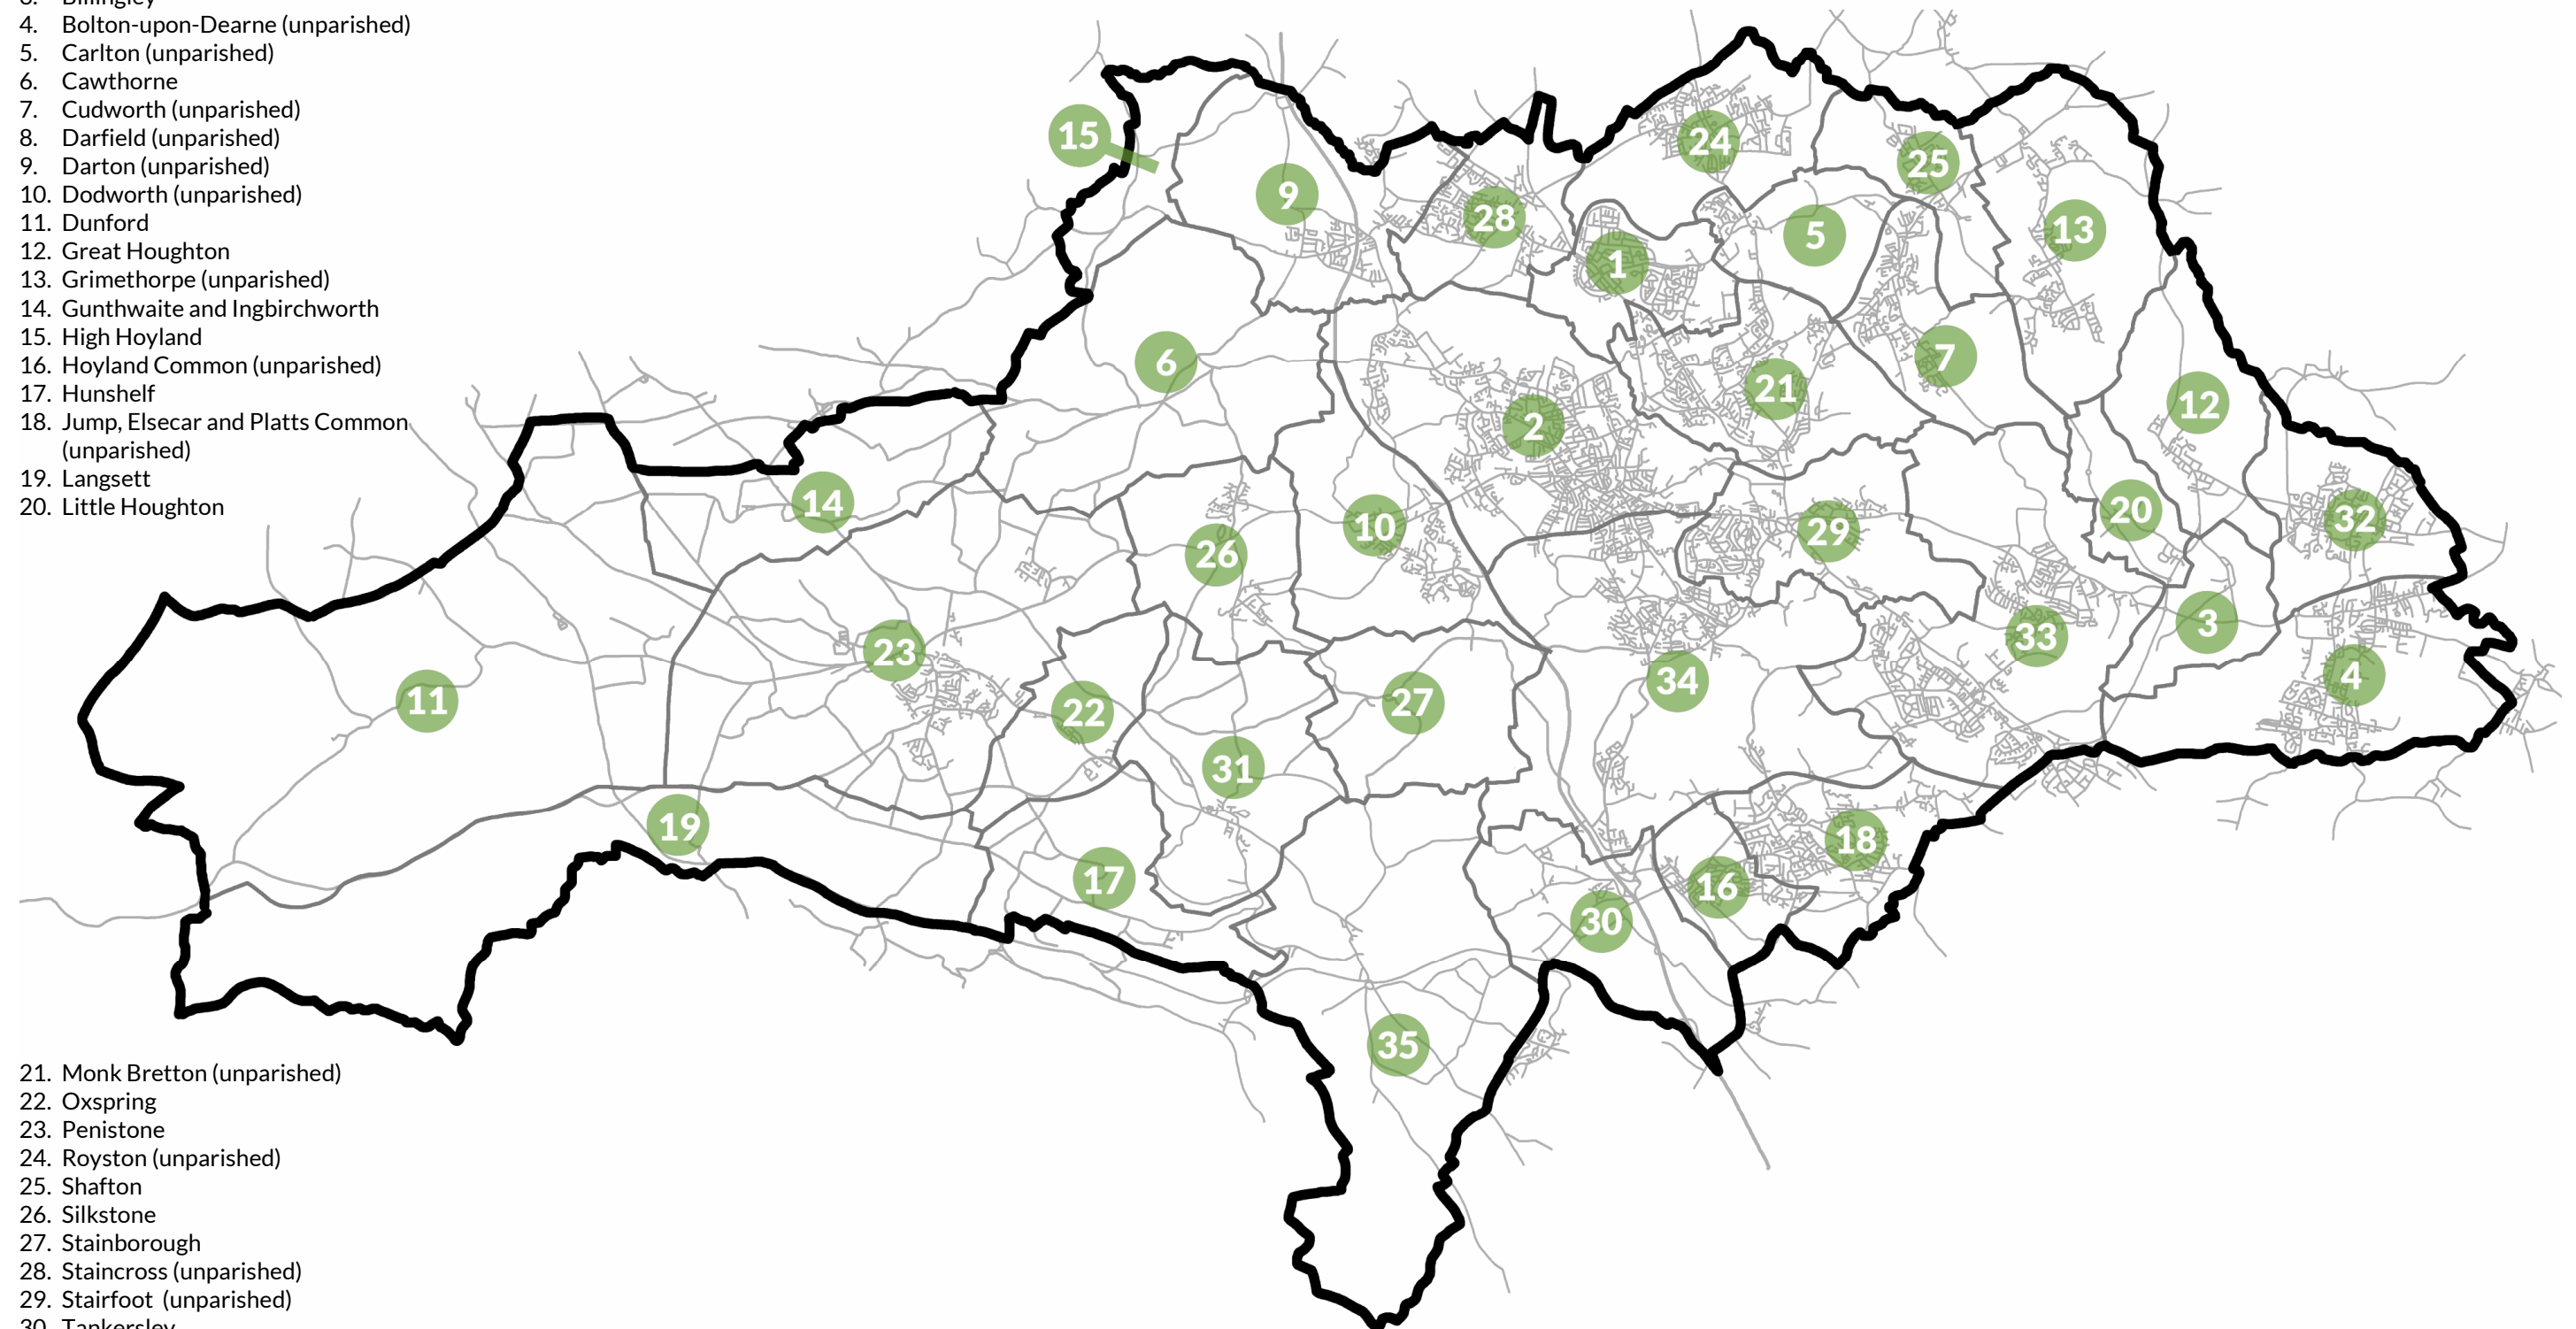 3. Billingley
4. Bolton-upon-Dearne (unparished)
5. Carlton (unparished)
6. Cawthorne
7. Cudworth (unparished)
8. Darfield (unparished)
9. Darton (unparished)
10. Dodworth (unparished)
11. Dunford
12. Great Houghton
13. Grimethorpe (unparished)
14. Gunthwaite and Ingbirchworth
15. High Hoyland
16. Hoyland Common (unparished)
17. Hunshelf
18. Jump, Elsecar and Platts Common
(unparished)
19. Langsett
20. Little Houghton
21. Monk Bretton (unparished)
22. Oxspring
23. Penistone
24. Royston (unparished)
25. Shafton
26. Silkstone
27. Stainborough
28. Staincross (unparished)
29. Stairfoot (unparished)
30. Tankersley
15
24
25
9
28
5
13
1
6
7
21
12
2
14
20
32
10
29
26
3
33
23
4
34
11
27
22
31
19
18
17
16
30
35